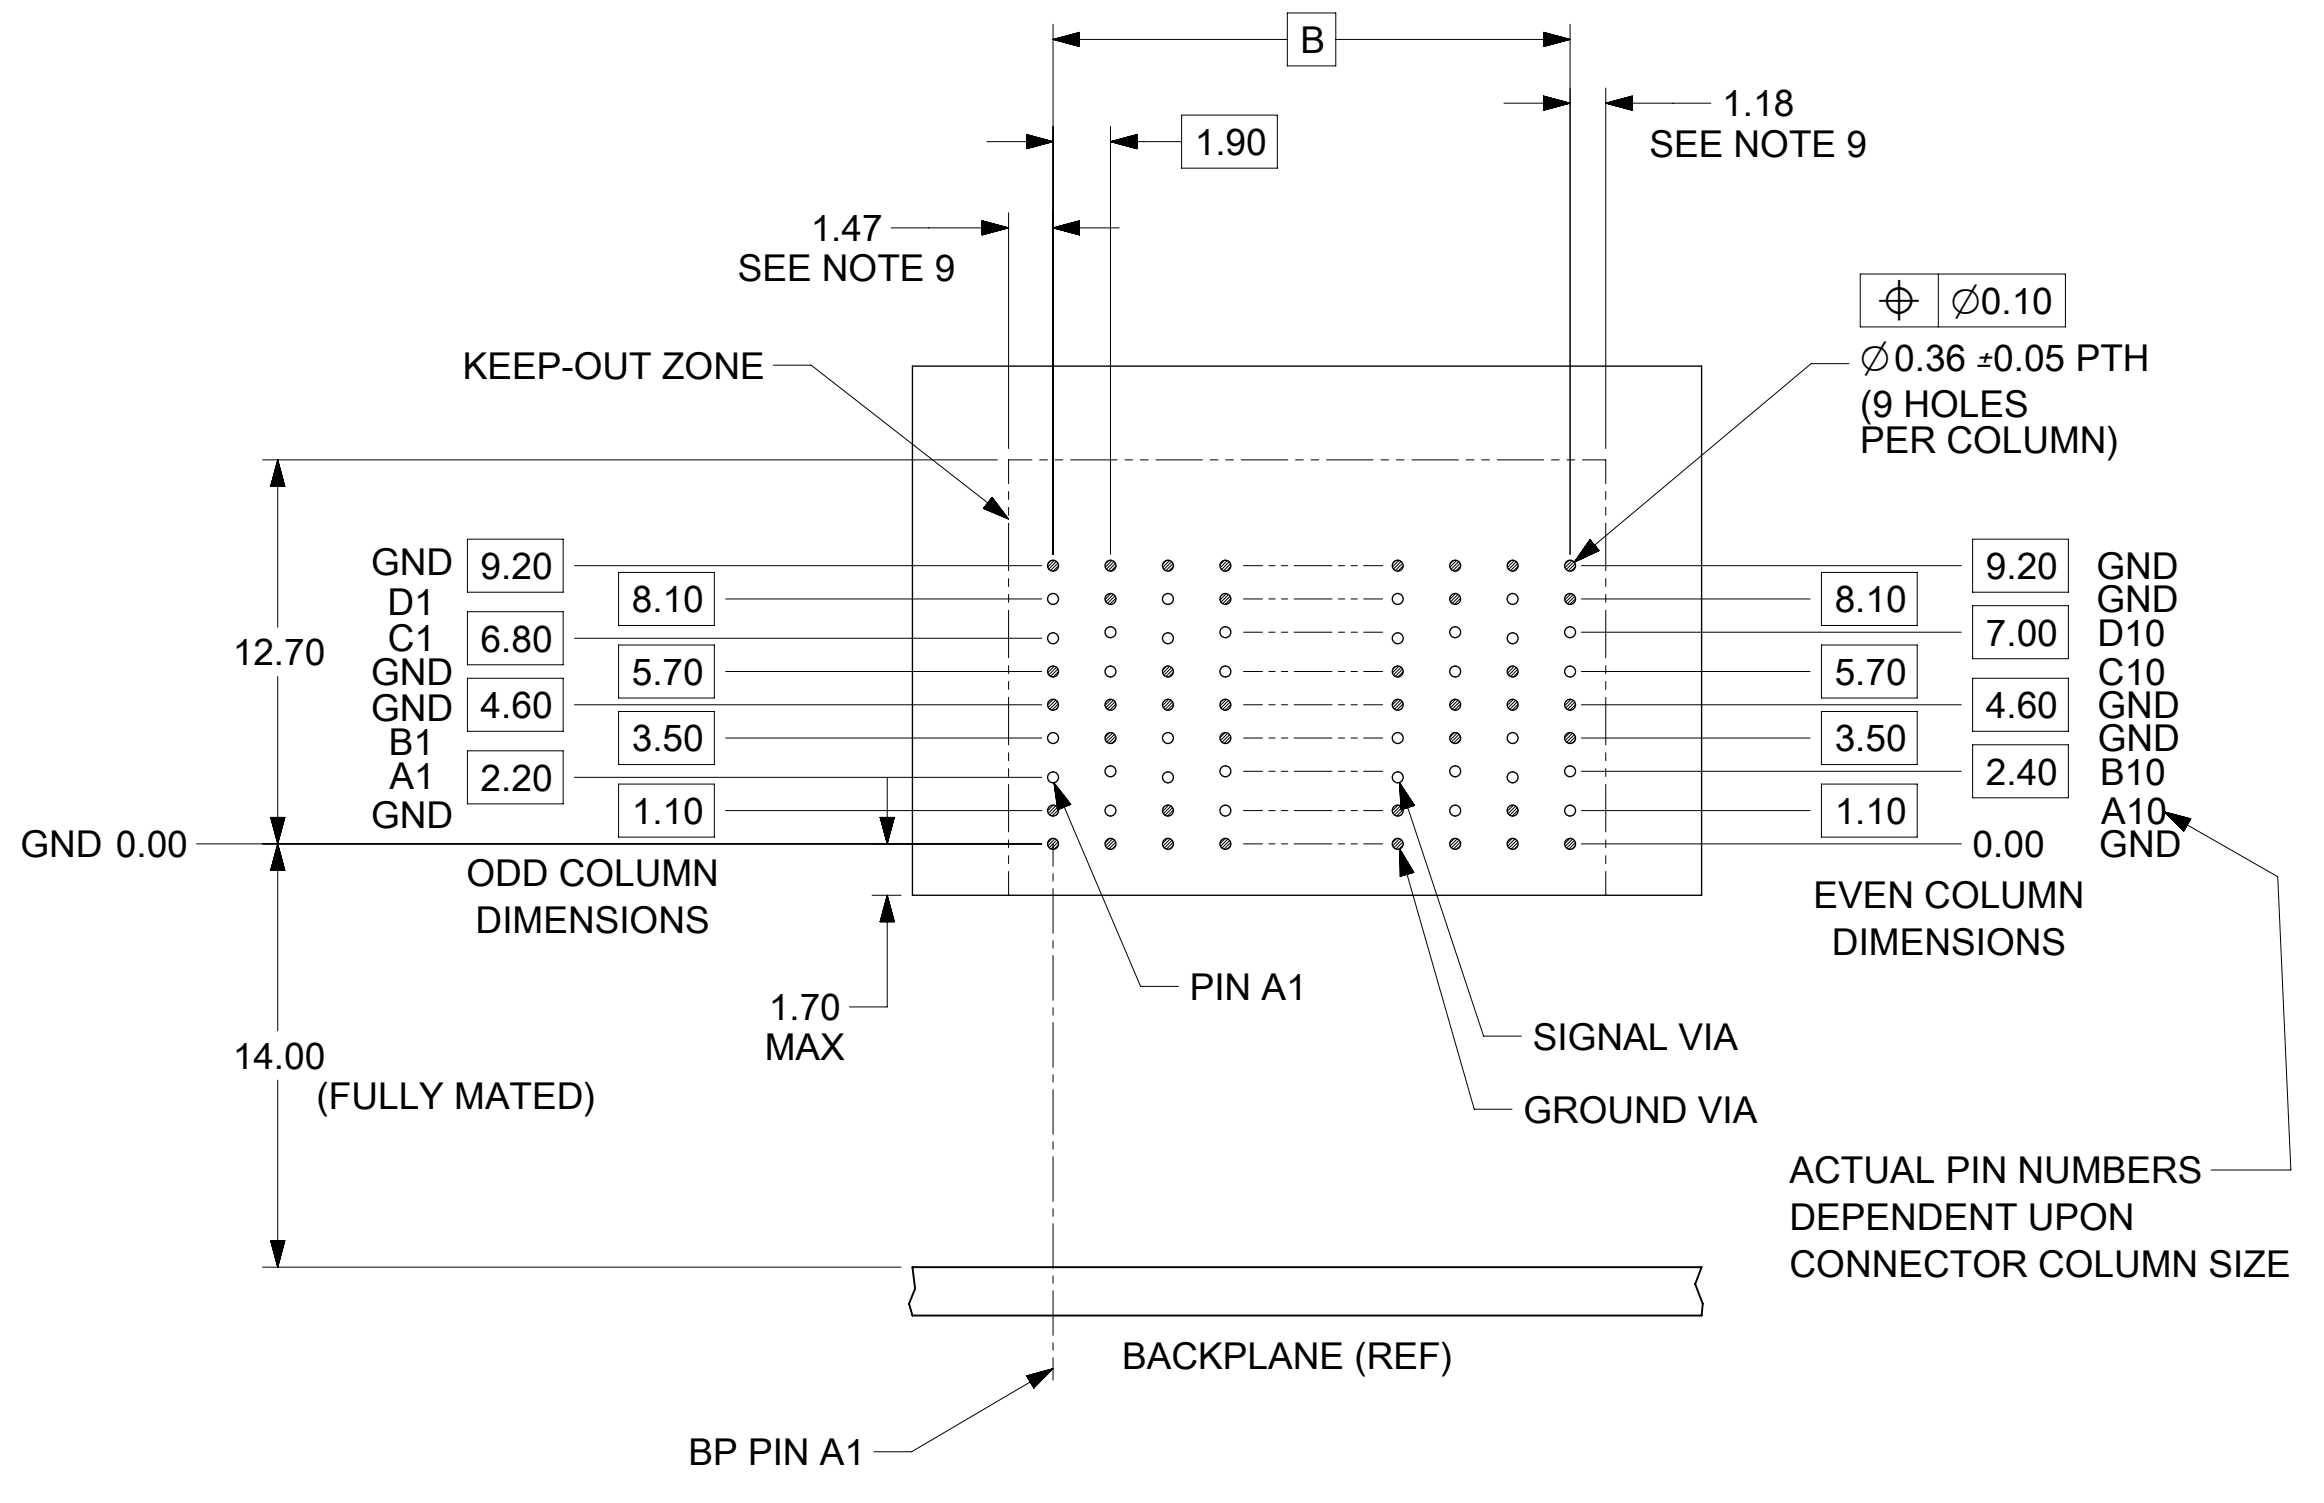 B
1.18
SEE NOTE 9
1.90
1.47
SEE NOTE 9
⌖ ∅0.10
∅0.36 ±0.05 PTH
(9 HOLES
PER COLUMN)
KEEP-OUT ZONE
12.70
GND 9.20
D1 8.10
C1 6.80
GND 5.70
GND 4.60
B1 3.50
A1 2.20
GND 1.10
GND 0.00
ODD COLUMN
DIMENSIONS
9.20 GND
8.10 GND
7.00 D10
5.70 C10
4.60 GND
3.50 GND
2.40 B10
1.10 A10
0.00 GND
EVEN COLUMN
DIMENSIONS
PIN A1
1.70
MAX
SIGNAL VIA
14.00
(FULLY MATED)
GROUND VIA
ACTUAL PIN NUMBERS
DEPENDENT UPON
CONNECTOR COLUMN SIZE
BACKPLANE (REF)
BP PIN A1